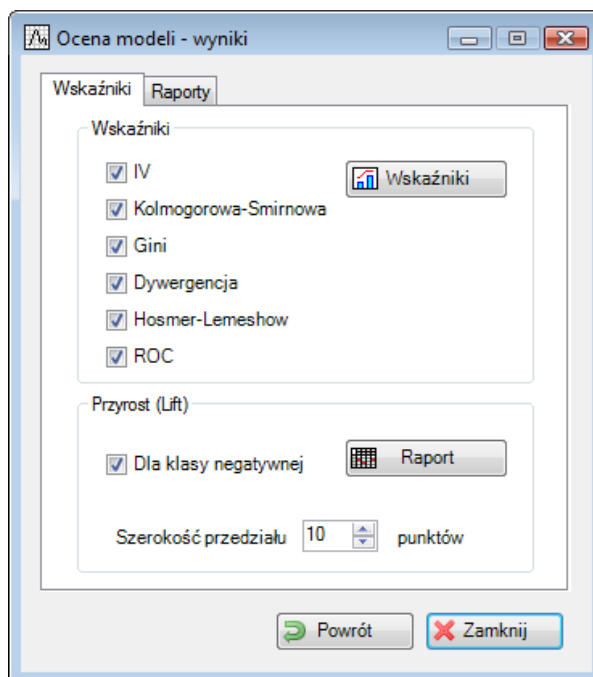 Ocena modeli - wyniki
Wskaźniki Raporty
Wskaźniki
IV Wskaźniki
Kolmogorowa-Smirnowa
Gini
Dywergencja
Hosmer-Lemeshow
ROC
Przyrost (Lift)
Dla klasy negatywnej Raport
Szerokość przedziału 10 punktów
Powrót Zamknij